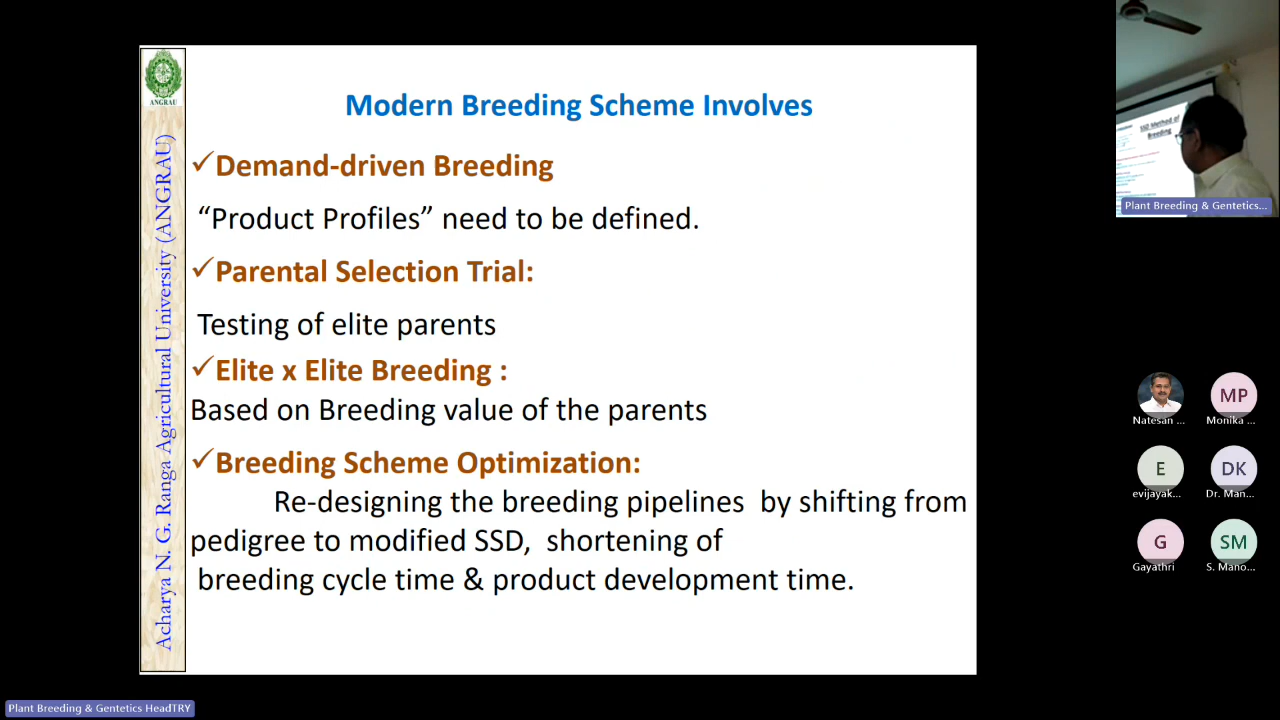 ANGRAU
Acharya N. G. Ranga Agricultural University (ANGRAU)
Modern Breeding Scheme Involves
✓Demand-driven Breeding
“Product Profiles” need to be defined.
✓Parental Selection Trial:
Testing of elite parents
✓Elite x Elite Breeding :
Based on Breeding value of the parents
✓Breeding Scheme Optimization:
Re-designing the breeding pipelines by shifting from
pedigree to modified SSD, shortening of
breeding cycle time & product development time.
SSD Method of
Breeding
Plant Breeding & Gentetics...
Natesan ...
MP
Monika ...
E
evijayak...
DK
Dr. Man...
G
Gayathri
SM
S. Mano...
Plant Breeding & Gentetics HeadTRY